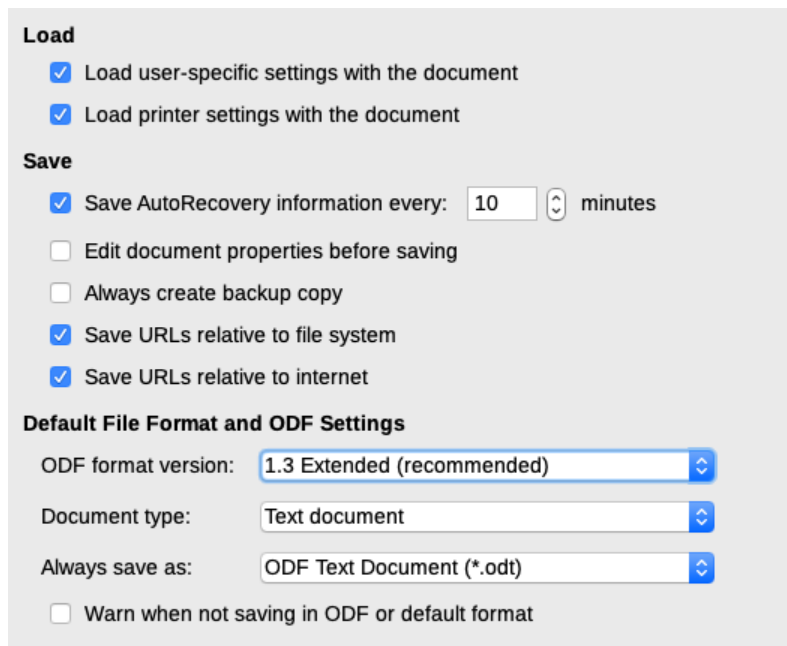 Load
Load user-specific settings with the document
Load printer settings with the document
Save
Save AutoRecovery information every: 10 minutes
Edit document properties before saving
Always create backup copy
Save URLs relative to file system
Save URLs relative to internet
Default File Format and ODF Settings
ODF format version: 1.3 Extended (recommended)
Document type: Text document
Always save as: ODF Text Document (*.odt)
Warn when not saving in ODF or default format